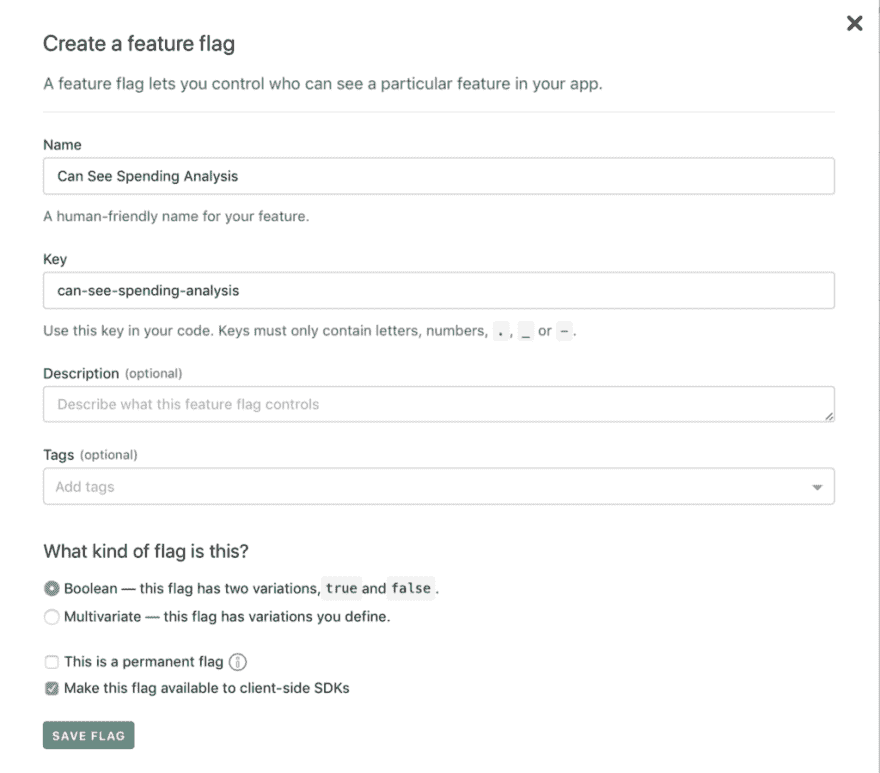 Create a feature flag
A feature flag lets you control who can see a particular feature in your app.
Name
Can See Spending Analysis
A human-friendly name for your feature.
Key
can-see-spending-analysis
Use this key in your code. Keys must only contain letters, numbers, . , _ or - .
Description (optional)
Describe what this feature flag controls
Tags (optional)
Add tags
What kind of flag is this?
Boolean — this flag has two variations, true and false .
Multivariate — this flag has variations you define.
This is a permanent flag
Make this flag available to client-side SDKs
SAVE FLAG